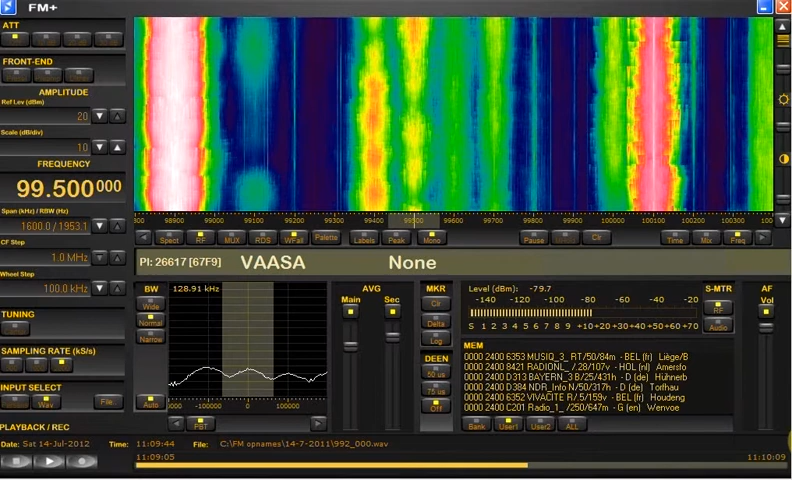 FM+
ATT
FRONT-END
AMPLITUDE
Ref Lev (dBm)
20
Scale (dB/div)
10
FREQUENCY
99.500000
Span (kHz) / RBW (Hz)
1600.0 / 1953.1
CF Step
1.0 MHz
Wheel Step
100.0 kHz
TUNING
SAMPLING RATE (kS/s)
INPUT SELECT
Wav File
PLAYBACK / REC
300 98900 99000 99100 99200 99300 99400 99500 99600 99700 99800 99900 100000 100100 100200 100300 1004
Spect RF MUX RDS WFall Palette Labels Peak Mono Pause Clr Time Mix Freq
PI: 26617 [67F9] VAASA None
BW
Wide
Normal
Narrow
Auto
128.91 kHz
-100000 0 100000
PBT
AVG
Main Sec
MKR
Clr
Delta
Log
DEEN
50 us
75 us
Off
Level (dBm): -79.7
-140 -120 -100 -80 -60 -40 -20
S 1 2 3 4 5 6 7 8 9 +10+20+30+40+50+60+70
S-MTR
RF
Audio
AF
Vol
MEM
0000 2400 6353 MUSIQ_3_ RT/50/84m - BEL (fr) Liège/B
0000 2400 8421 RADIONL_ /.28/107v - HOL (nl) Amersfo
0000 2400 D313 BAYERN_3 B/25/431h - D (de) Hühnerb
0000 2400 D384 NDR_Info N/50/317h - D (de) Torfhau
0000 2400 6352 VIVACITE R/5/159v - BEL (fr) Houdeng
0000 2400 C201 Radio_1_ /250/647m - G (en) Wenvoe
Bank User1 User2 ALL
Date: Sat 14-Jul-2012 Time: 11:09:44 File: C:\FM opnames\14-7-2011\992_000.wav
11:09:05 11:10:09